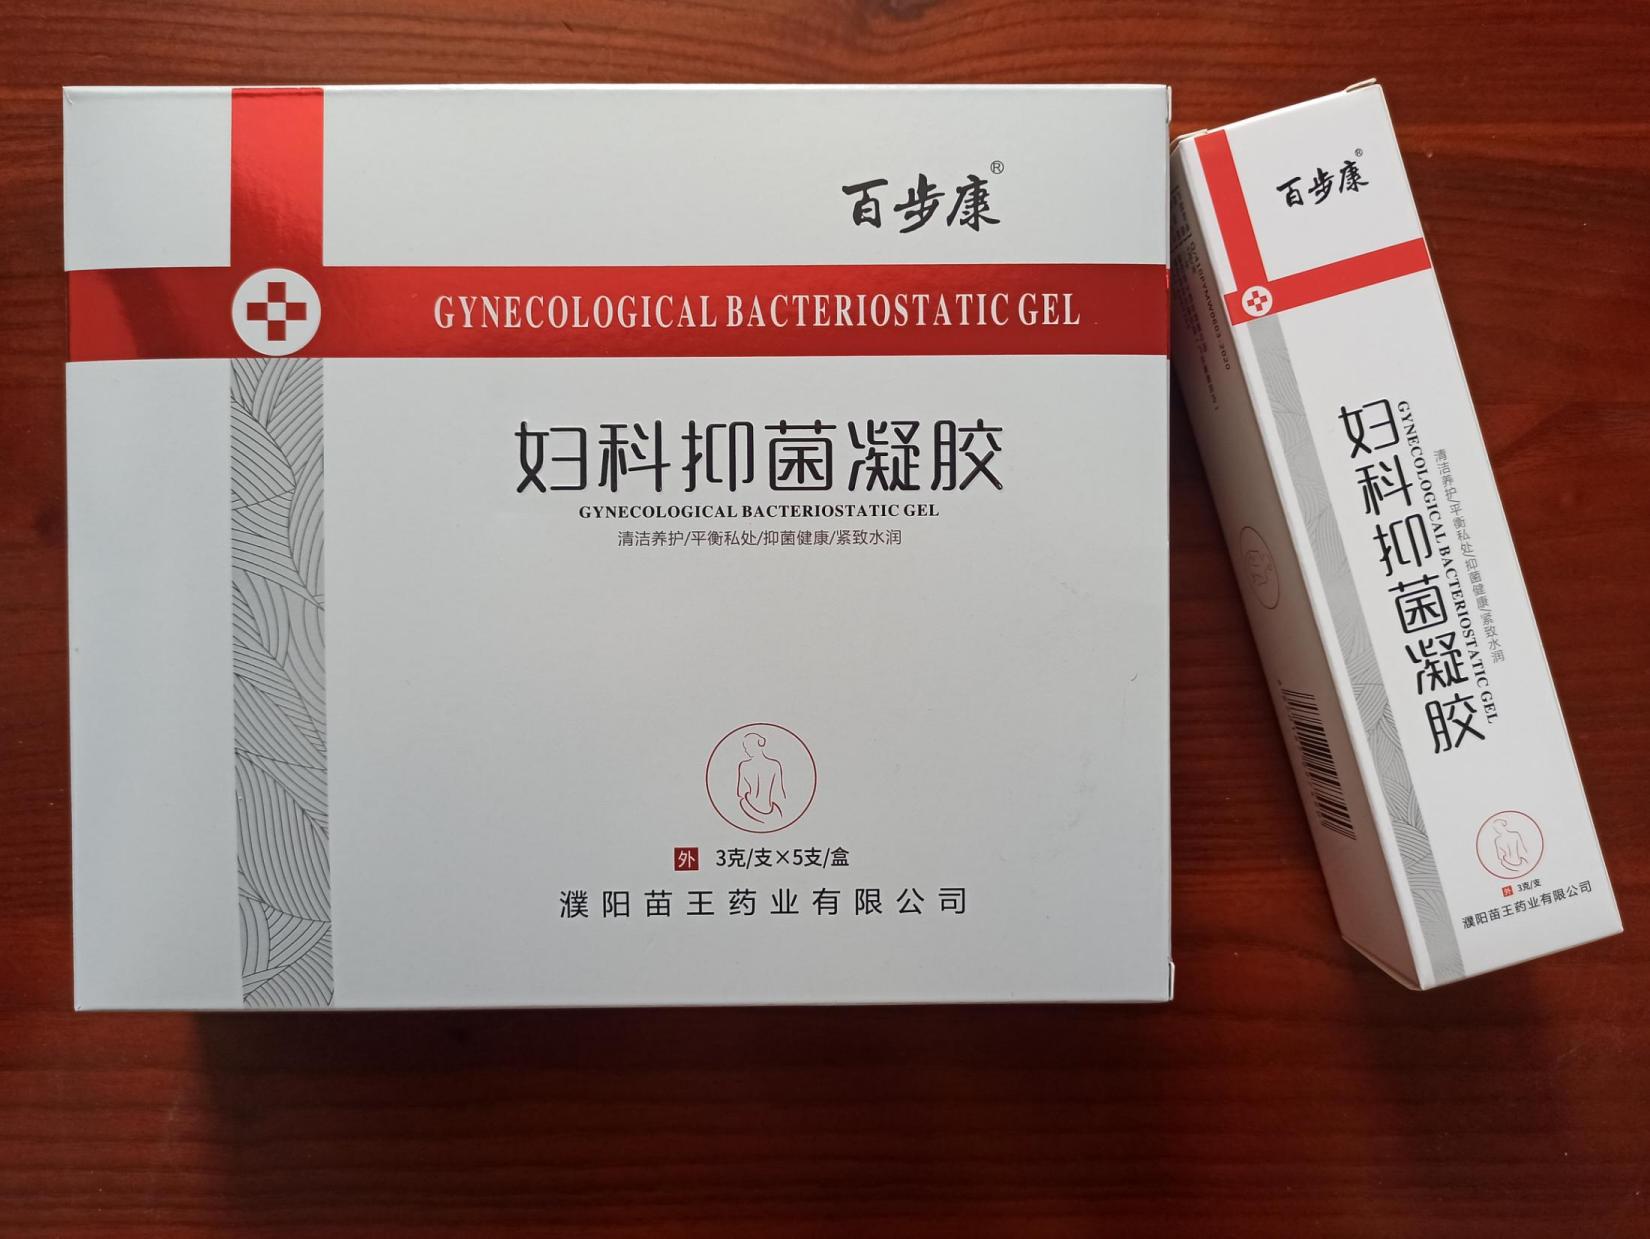 百步康®
GYNECOLOGICAL BACTERIOSTATIC GEL
妇科抑菌凝胶
GYNECOLOGICAL BACTERIOSTATIC GEL
清洁养护/平衡私处/抑菌健康/紧致水润
外 3克/支×5支/盒
濮阳苗王药业有限公司
百步康®
妇科抑菌凝胶
GYNECOLOGICAL BACTERIOSTATIC GEL
清洁养护/平衡私处/抑菌健康/紧致水润
外 3克/支
濮阳苗王药业有限公司